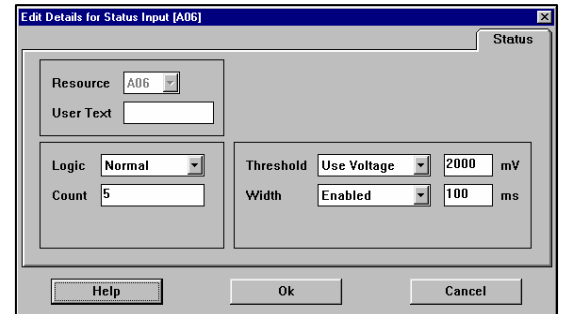 Edit Details for Status Input [A06]
Status
Resource A06
User Text
Logic Normal
Count 5
Threshold Use Voltage 2000 mV
Width Enabled 100 ms
Help Ok Cancel